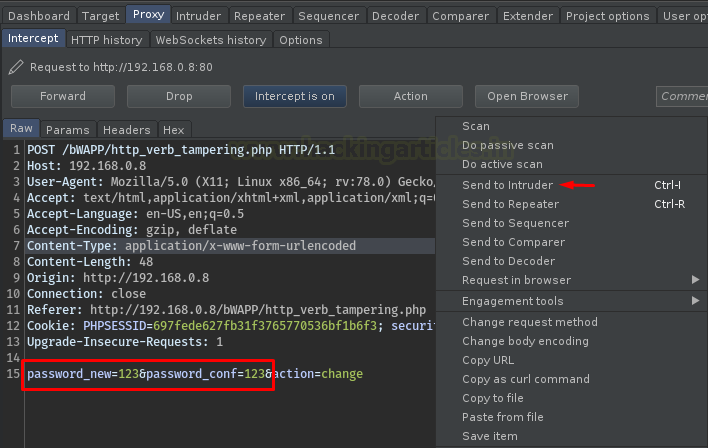 Dashboard Target Proxy Intruder Repeater Sequencer Decoder Comparer Extender Project options User opt
Intercept HTTP history WebSockets history Options
Request to http://192.168.0.8:80
Forward Drop Intercept is on Action Open Browser Comme
Raw Params Headers Hex
1 POST /bWAPP/http_verb_tampering.php HTTP/1.1
2 Host: 192.168.0.8
3 User-Agent: Mozilla/5.0 (X11; Linux x86_64; rv:78.0) Gecko/
4 Accept: text/html,application/xhtml+xml,application/xml;q=
5 Accept-Language: en-US,en;q=0.5
6 Accept-Encoding: gzip, deflate
7 Content-Type: application/x-www-form-urlencoded
8 Content-Length: 48
9 Origin: http://192.168.0.8
10 Connection: close
11 Referer: http://192.168.0.8/bWAPP/http_verb_tampering.php
12 Cookie: PHPSESSID=697fede627fb31f3765770536bf1b6f3; securit
13 Upgrade-Insecure-Requests: 1
14
15 password_new=123&password_conf=123&action=change
Scan
Do passive scan
Do active scan
Send to Intruder Ctrl-I
Send to Repeater Ctrl-R
Send to Sequencer
Send to Comparer
Send to Decoder
Request in browser
Engagement tools
Change request method
Change body encoding
Copy URL
Copy as curl command
Copy to file
Paste from file
Save item
www.hackingarticles.in